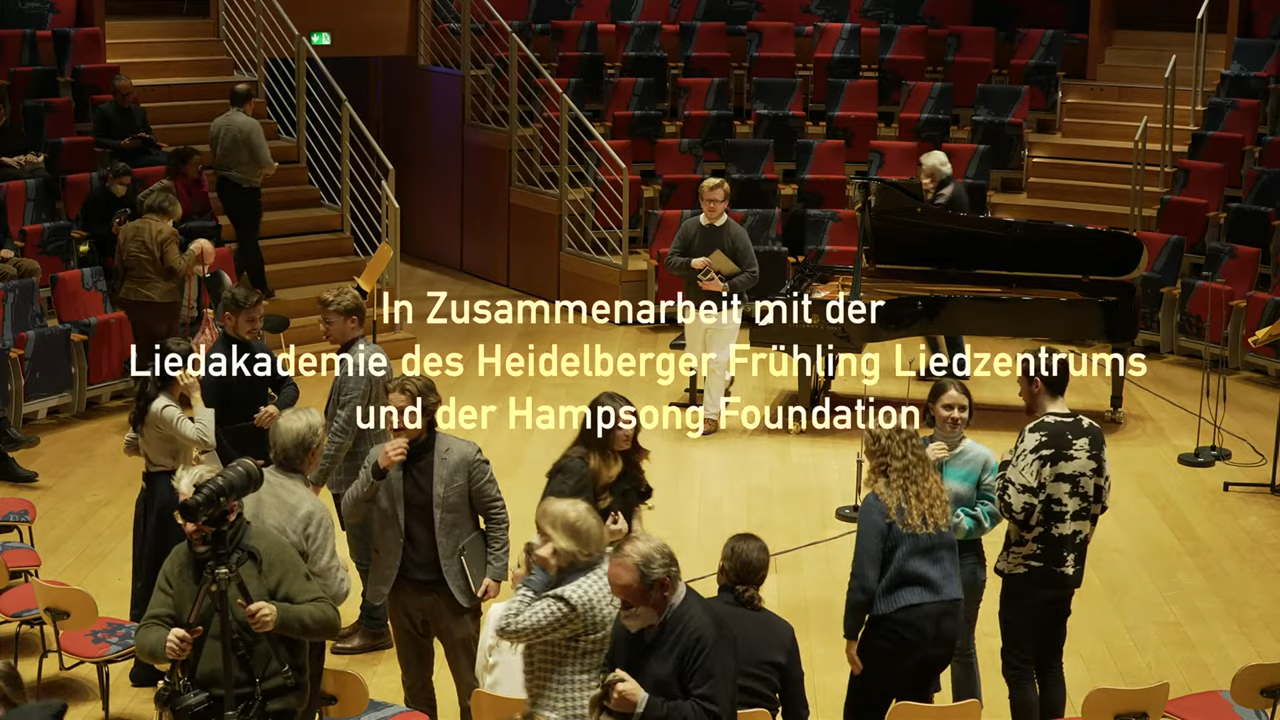 In Zusammenarbeit mit der
Liedakademie des Heidelberger Frühling Liedzentrums
und der Hampsong Foundation